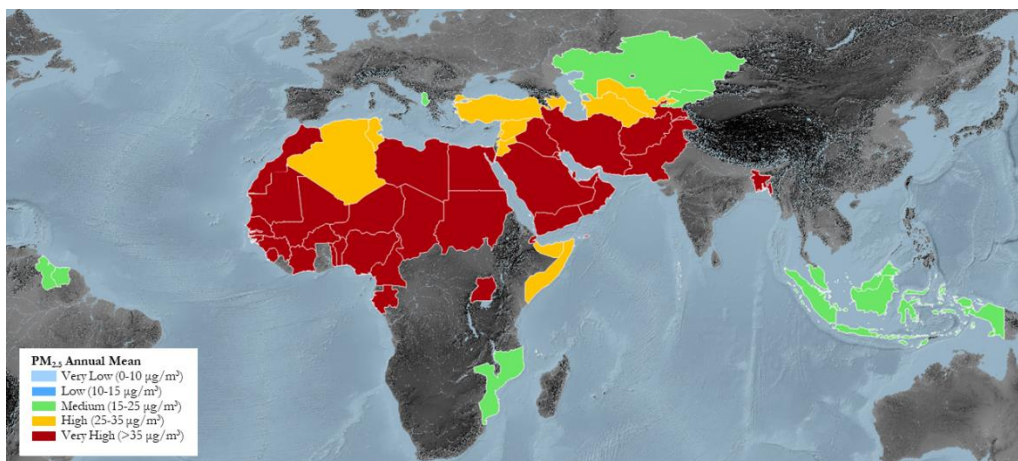 PM2.5 Annual Mean
Very Low (0-10 µg/m³)
Low (10-15 µg/m³)
Medium (15-25 µg/m³)
High (25-35 µg/m³)
Very High (>35 µg/m³)